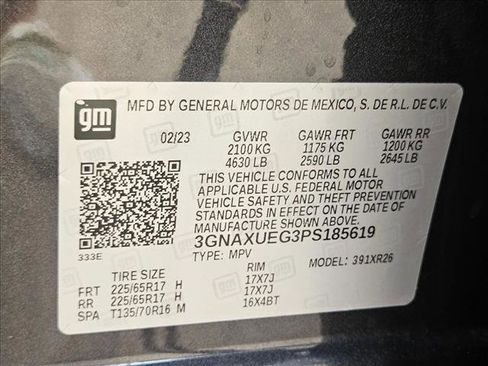 gm
MFD BY GENERAL MOTORS DE MEXICO, S. DE R.L. DE C.V.
02/23 GVWR GAWR FRT GAWR RR
2100 KG 1175 KG 1200 KG
4630 LB 2590 LB 2645 LB
THIS VEHICLE CONFORMS TO ALL
APPLICABLE U.S. FEDERAL MOTOR
VEHICLE SAFETY AND THEFT PREVENTION
STANDARDS IN EFFECT ON THE DATE OF
MANUFACTURE SHOWN ABOVE.
3GNAXUEG3PS185619
333E TYPE: MPV MODEL: 391XR26
TIRE SIZE RIM
FRT 225/65R17 H 17X7J
RR 225/65R17 H 17X7J
SPA T135/70R16 M 16X4BT